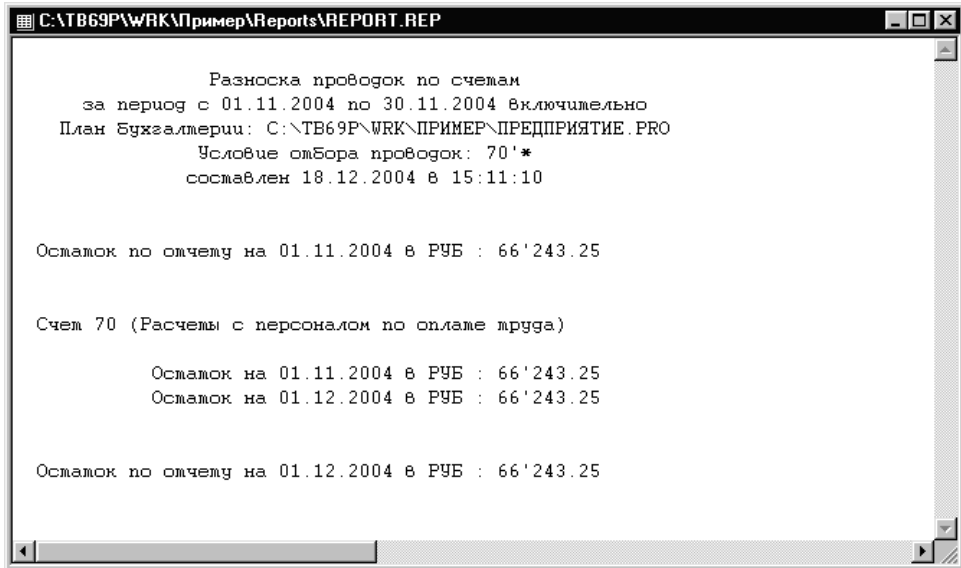 C:\TB69P\WRK\Пример\Reports\REPORT.REP
Разноска проводок по счетам
за период с 01.11.2004 по 30.11.2004 включительно
План бухгалтерии: C:\TB69P\WRK\ПРИМЕР\ПРЕДПРИЯТИЕ.PRO
Условие отбора проводок: 70'*
составлен 18.12.2004 в 15:11:10
Остаток по отчету на 01.11.2004 в РУБ : 66'243.25
Счет 70 (Расчеты с персоналом по оплате труда)
Остаток на 01.11.2004 в РУБ : 66'243.25
Остаток на 01.12.2004 в РУБ : 66'243.25
Остаток по отчету на 01.12.2004 в РУБ : 66'243.25